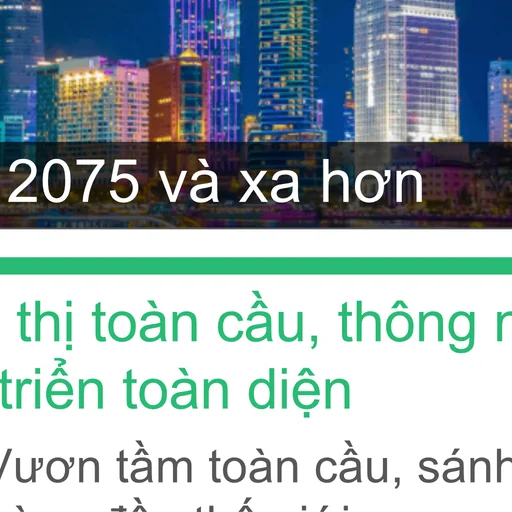 2075 và xa hơn
thị toàn cầu, thông
triển toàn diện
Vươn tầm toàn cầu, sánh